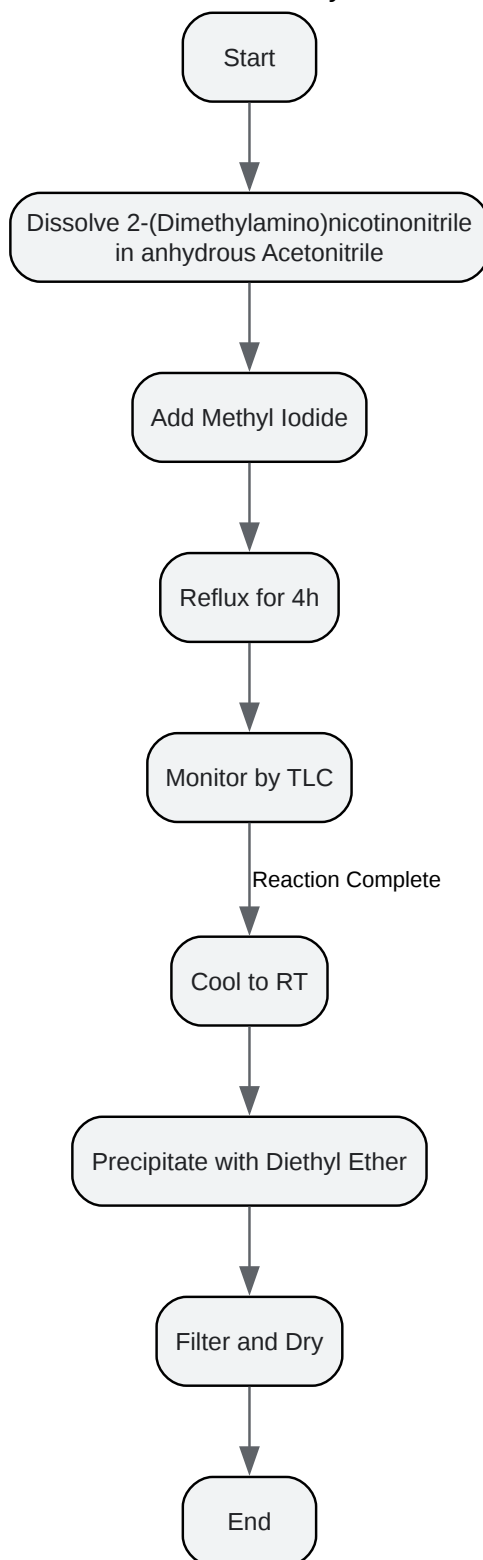 Start
Dissolve 2-(Dimethylamino)nicotinonitrile
in anhydrous Acetonitrile
Add Methyl Iodide
Reflux for 4h
Monitor by TLC
Reaction Complete
Cool to RT
Precipitate with Diethyl Ether
Filter and Dry
End